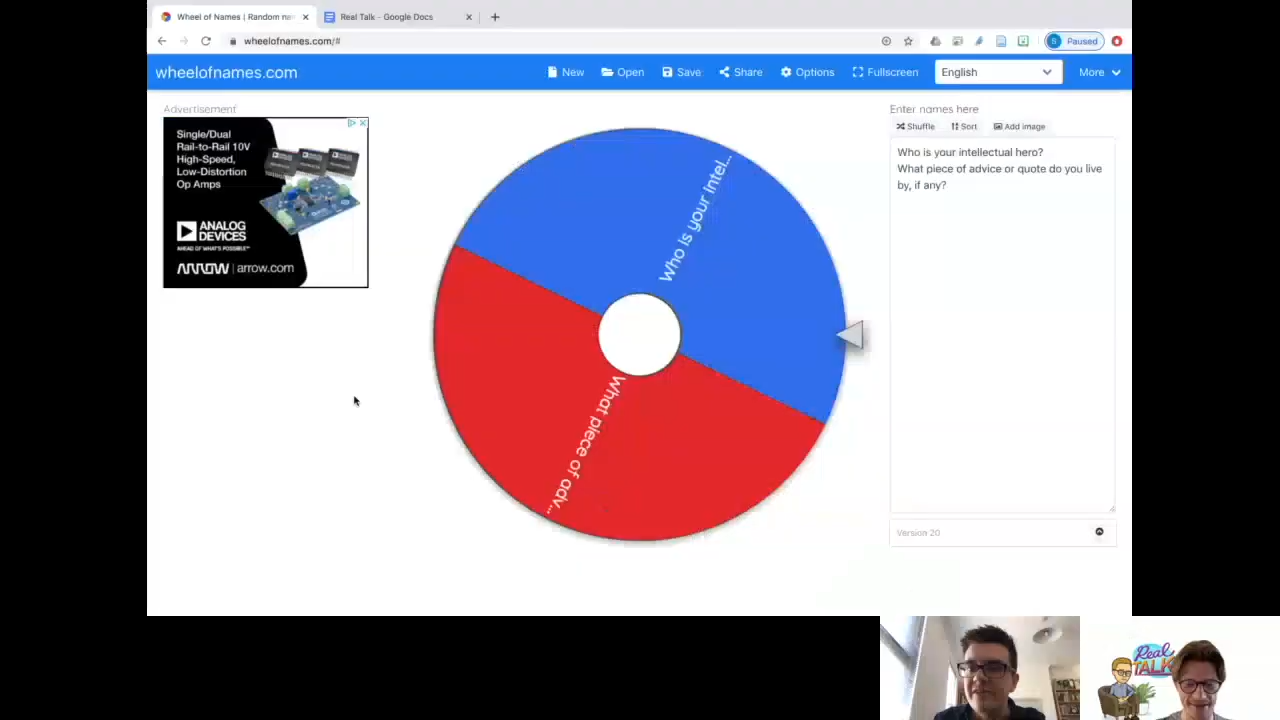 Wheel of Names | Random na
Real Talk - Google Docs
wheelofnames.com/#
S Paused
wheelofnames.com
New
Open
Save
Share
Options
Fullscreen
English
More
Advertisement
Single/Dual
Rail-to-Rail 10V
High-Speed,
Low-Distortion
Op Amps
ANALOG
DEVICES
AHEAD OF WHAT'S POSSIBLE™
ARROW | arrow.com
Who is your intel...
What piece of adv...
Enter names here
Shuffle
Sort
Add image
Who is your intellectual hero?
What piece of advice or quote do you live
by, if any?
Version 20
Real
TALK